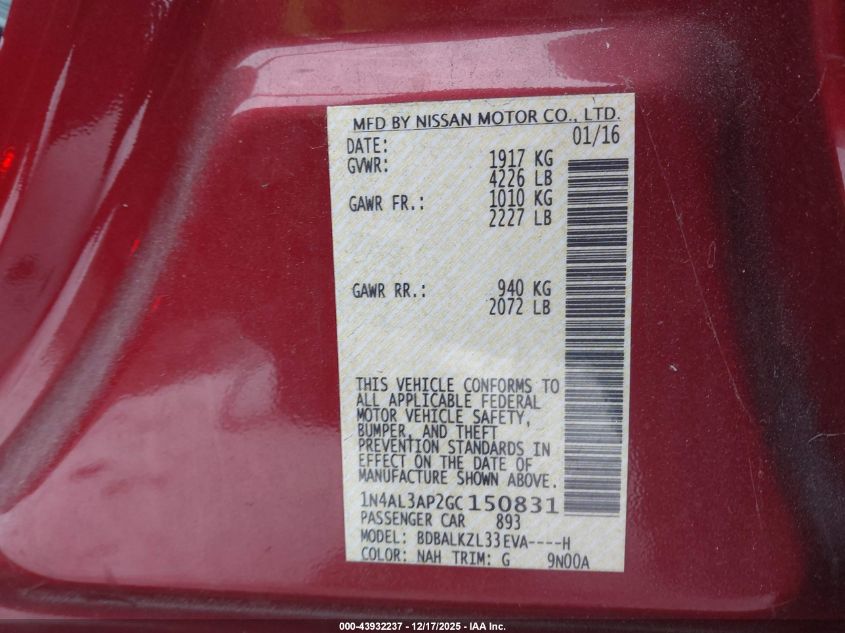 MFD BY NISSAN MOTOR CO., LTD.
DATE: 01/16
GVWR: 1917 KG
4226 LB
GAWR FR.: 1010 KG
2227 LB
GAWR RR.: 940 KG
2072 LB
THIS VEHICLE CONFORMS TO
ALL APPLICABLE FEDERAL
MOTOR VEHICLE SAFETY,
BUMPER, AND THEFT
PREVENTION STANDARDS IN
EFFECT ON THE DATE OF
MANUFACTURE SHOWN ABOVE.
1N4AL3AP2GC150831
PASSENGER CAR 893
MODEL: BDBALKZL33EVA----H
COLOR: NAH TRIM: G 9N00A
000-43932237 - 12/17/2025 - IAA Inc.